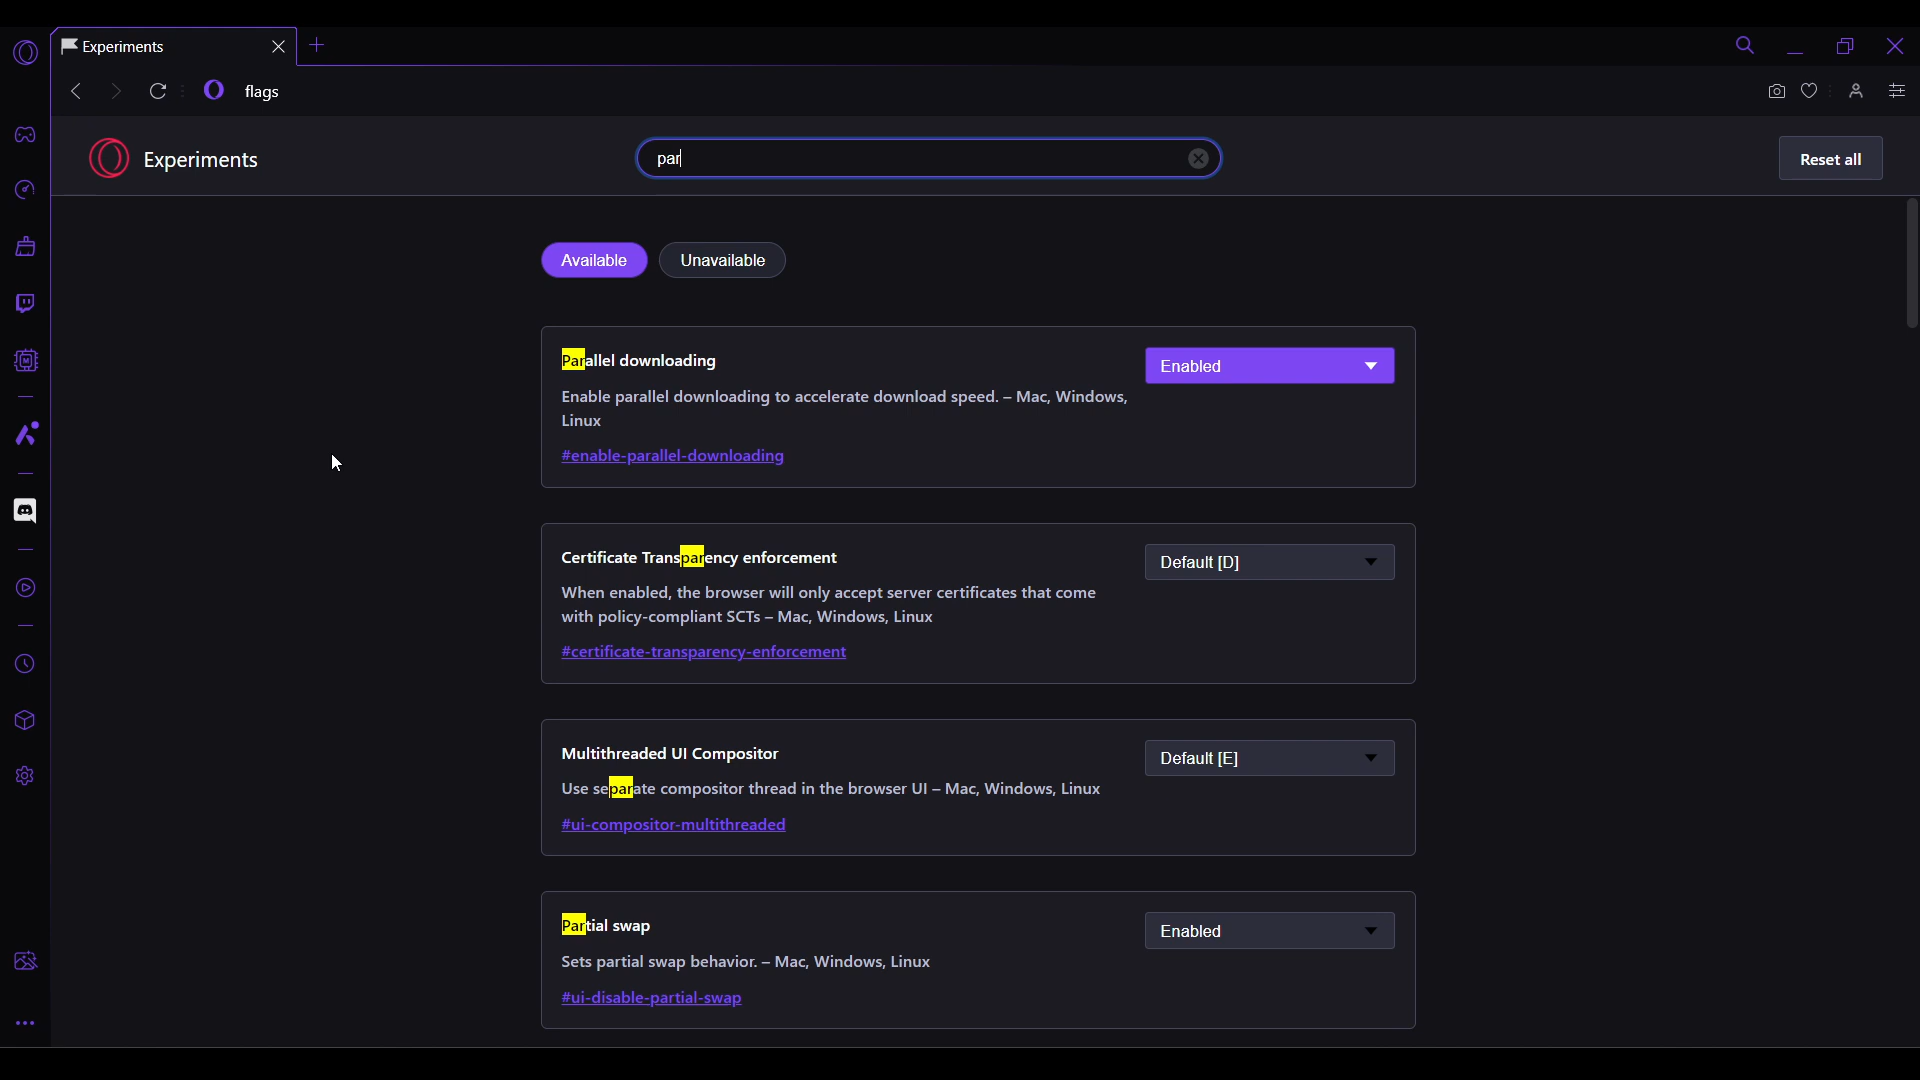 Experiments
flags
Experiments
par
Reset all
Available
Unavailable
Parallel downloading
Enabled
Enable parallel downloading to accelerate download speed. – Mac, Windows,
Linux
#enable-parallel-downloading
Certificate Transparency enforcement
Default [D]
When enabled, the browser will only accept server certificates that come
with policy-compliant SCTs – Mac, Windows, Linux
#certificate-transparency-enforcement
Multithreaded UI Compositor
Default [E]
Use separate compositor thread in the browser UI – Mac, Windows, Linux
#ui-compositor-multithreaded
Partial swap
Enabled
Sets partial swap behavior. – Mac, Windows, Linux
#ui-disable-partial-swap